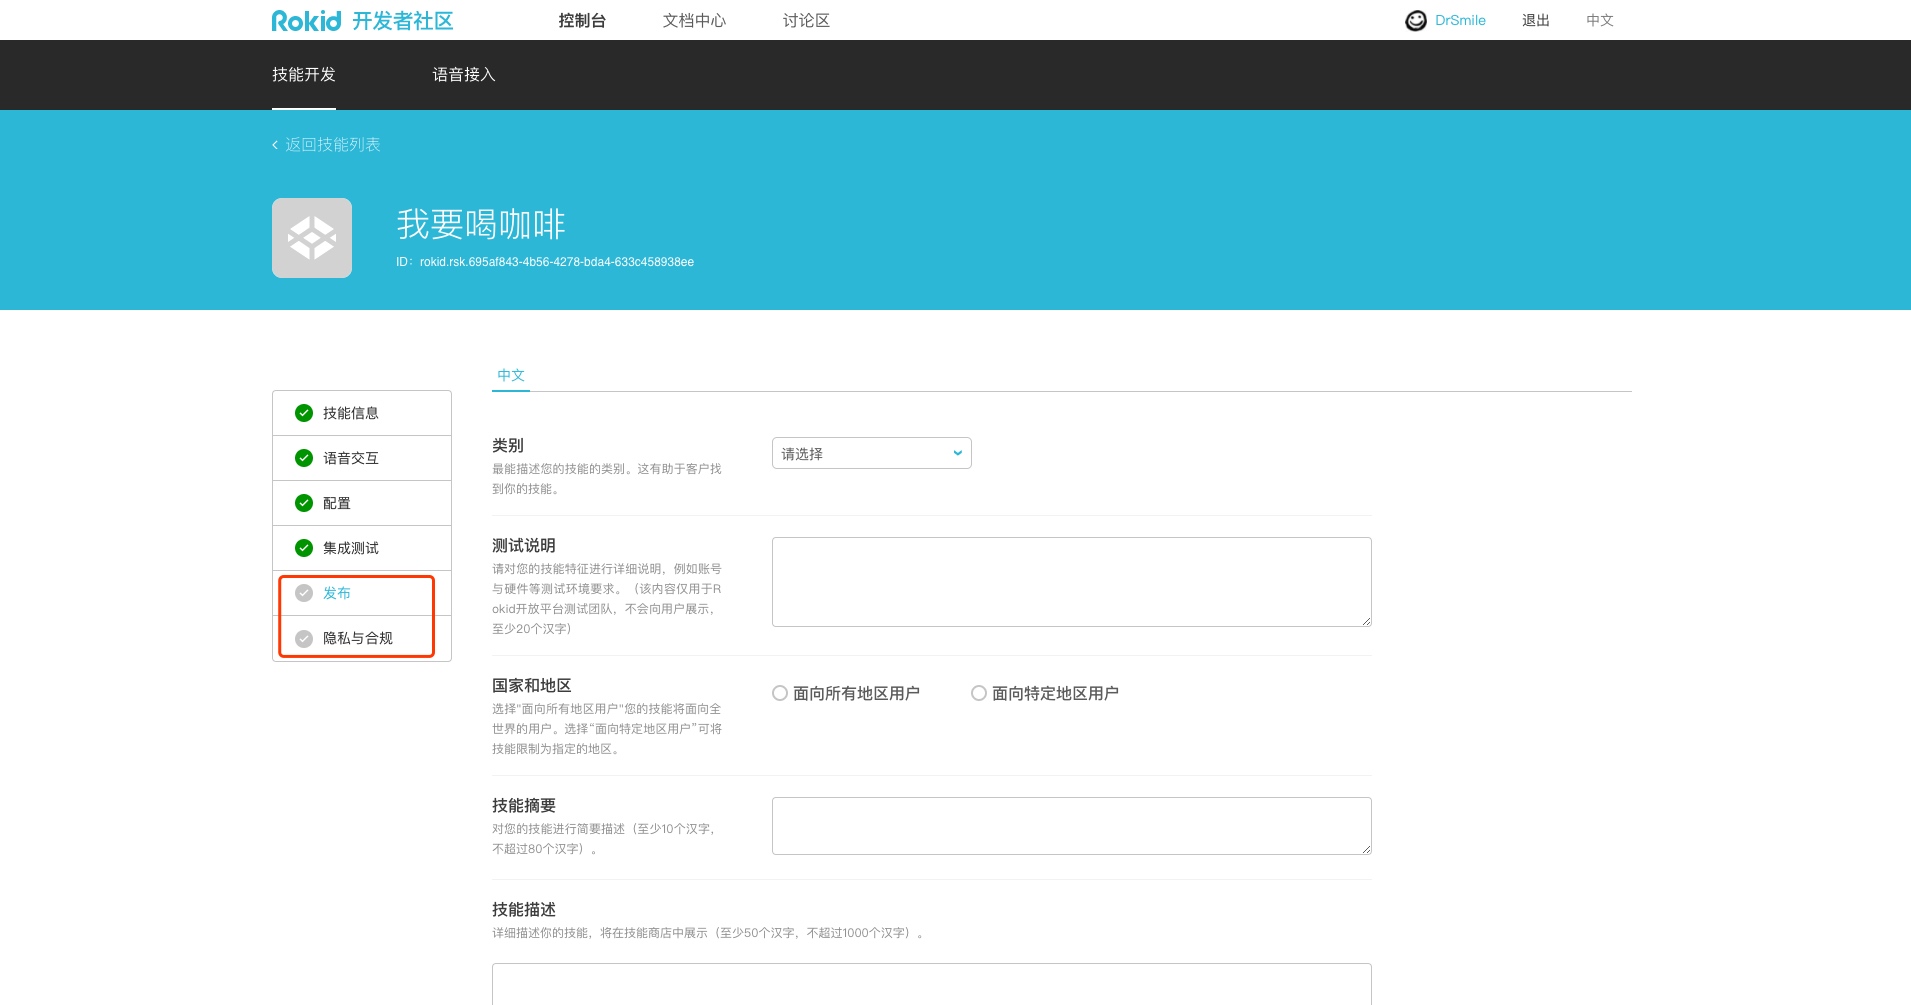 Rokid 开发者社区
控制台
文档中心
讨论区
DrSmile
退出
中文
技能开发
语音接入
返回技能列表
我要喝咖啡
ID：rokid.rsk.695af843-4b56-4278-bda4-633c458938ee
技能信息
语音交互
配置
集成测试
发布
隐私与合规
中文
类别
最能描述您的技能的类别。这有助于客户找
到你的技能。
请选择
测试说明
请对您的技能特征进行详细说明，例如账号
与硬件等测试环境要求。（该内容仅用于R
okid开放平台测试团队，不会向用户展示，
至少20个汉字）
国家和地区
选择"面向所有地区用户"您的技能将面向全
世界的用户。选择“面向特定地区用户”可将
技能限制为指定的地区。
面向所有地区用户
面向特定地区用户
技能摘要
对您的技能进行简要描述（至少10个汉字，
不超过80个汉字）。
技能描述
详细描述你的技能，将在技能商店中展示（至少50个汉字，不超过1000个汉字）。